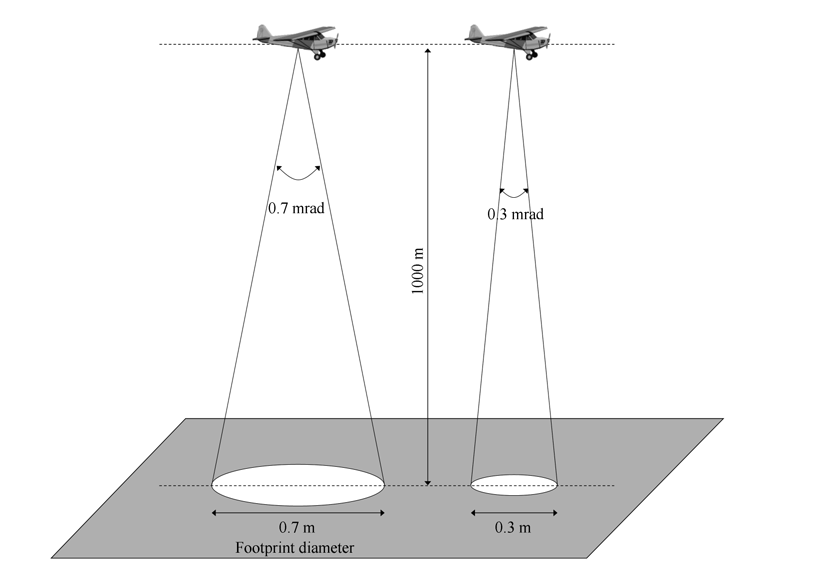 0.7 mrad
0.3 mrad
1000 m
0.7 m
0.3 m
Footprint diameter